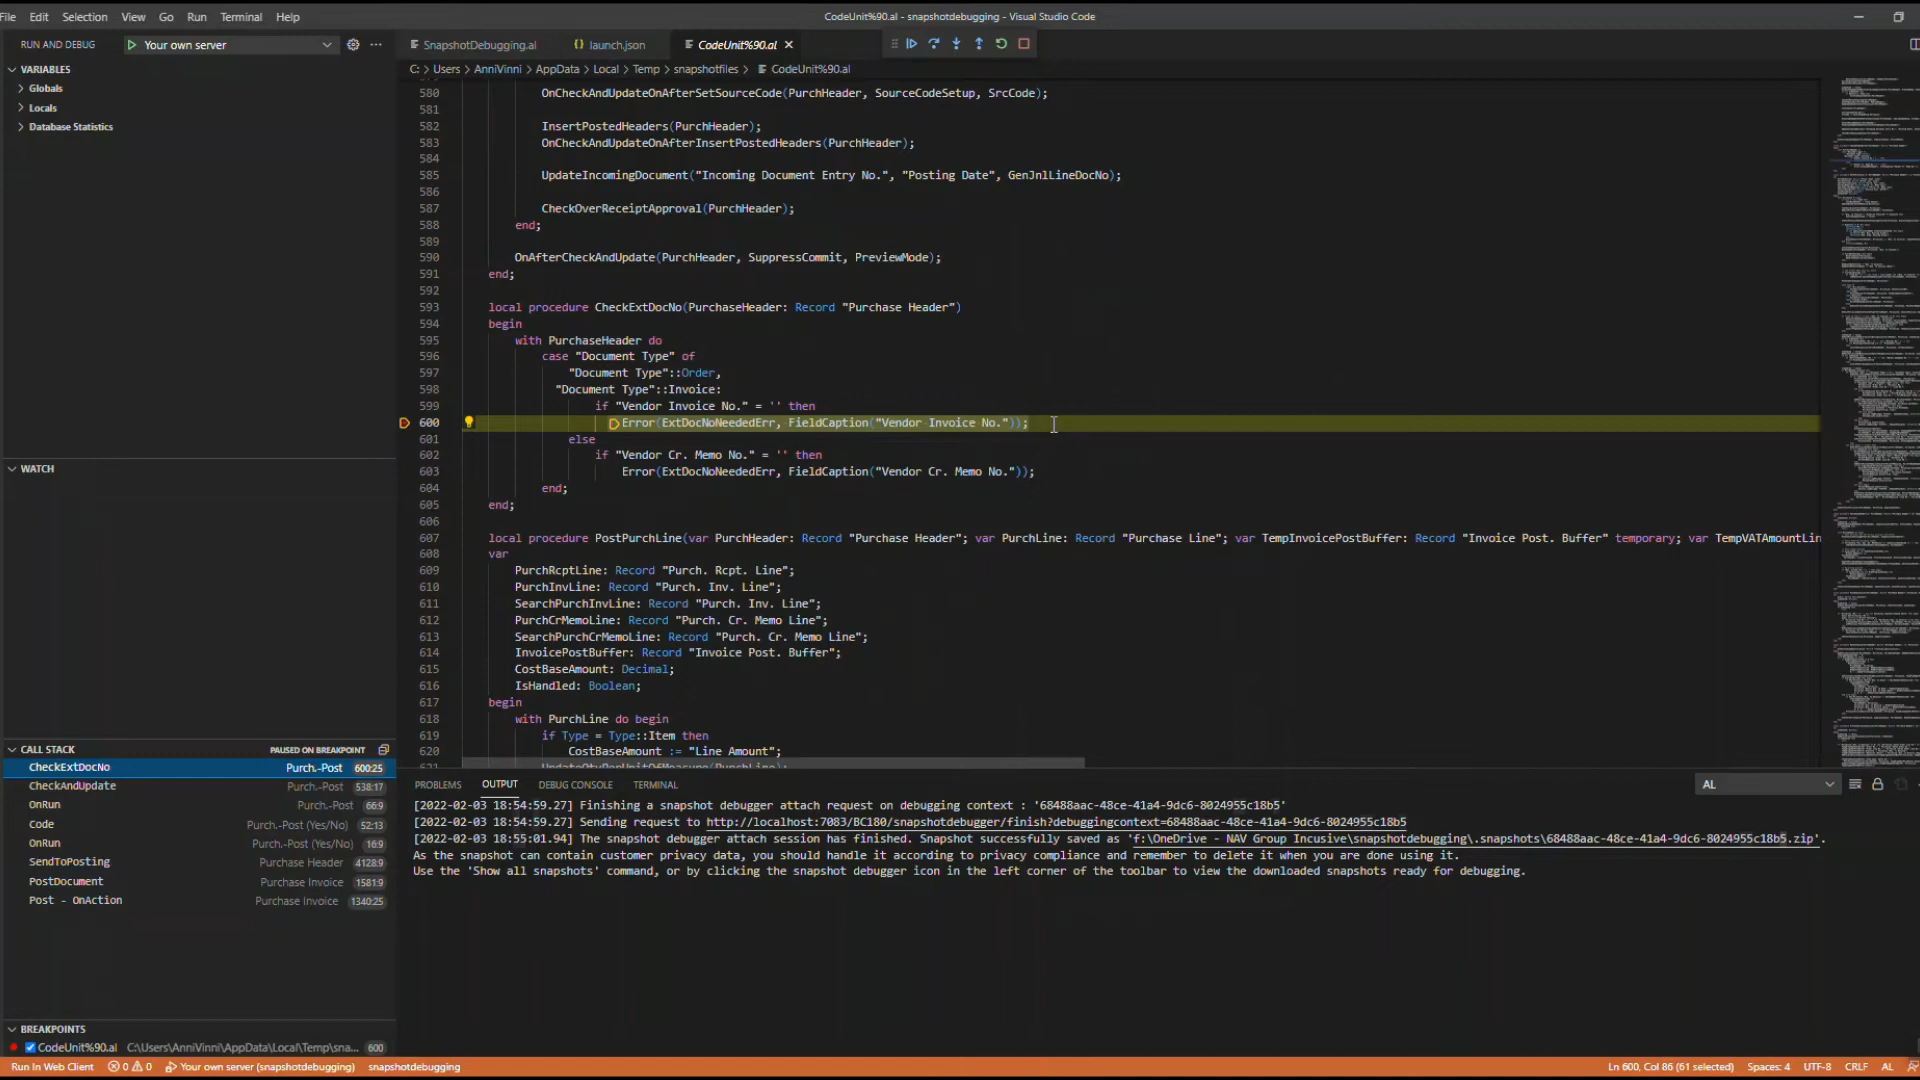 File Edit Selection View Go Run Terminal Help
CodeUnit%90.al - snapshotdebugging - Visual Studio Code
RUN AND DEBUG
Your own server
SnapshotDebugging.al
launch.json
CodeUnit%90.al
VARIABLES
Globals
Locals
Database Statistics
C: > Users > AnniVinni > AppData > Local > Temp > snapshotfiles > CodeUnit%90.al
580 OnCheckAndUpdateOnAfterSetSourceCode(PurchHeader, SourceCodeSetup, SrcCode);
581
582 InsertPostedHeaders(PurchHeader);
583 OnCheckAndUpdateOnAfterInsertPostedHeaders(PurchHeader);
584
585 UpdateIncomingDocument("Incoming Document Entry No.", "Posting Date", GenJnlLineDocNo);
586
587 CheckOverReceiptApproval(PurchHeader);
588 end;
589
590 OnAfterCheckAndUpdate(PurchHeader, SuppressCommit, PreviewMode);
591 end;
592
593 local procedure CheckExtDocNo(PurchaseHeader: Record "Purchase Header")
594 begin
595 with PurchaseHeader do
596 case "Document Type" of
597 "Document Type"::Order,
598 "Document Type"::Invoice:
599 if "Vendor Invoice No." = '' then
600 Error(ExtDocNoNeededErr, FieldCaption("Vendor Invoice No."));
601 else
602 if "Vendor Cr. Memo No." = '' then
603 Error(ExtDocNoNeededErr, FieldCaption("Vendor Cr. Memo No."));
604 end;
605 end;
606
607 local procedure PostPurchLine(var PurchHeader: Record "Purchase Header"; var PurchLine: Record "Purchase Line"; var TempInvoicePostBuffer: Record "Invoice Post. Buffer" temporary; var TempVATAmountLin
608 var
609 PurchRcptLine: Record "Purch. Rcpt. Line";
610 PurchInvLine: Record "Purch. Inv. Line";
611 SearchPurchInvLine: Record "Purch. Inv. Line";
612 PurchCrMemoLine: Record "Purch. Cr. Memo Line";
613 SearchPurchCrMemoLine: Record "Purch. Cr. Memo Line";
614 InvoicePostBuffer: Record "Invoice Post. Buffer";
615 CostBaseAmount: Decimal;
616 IsHandled: Boolean;
617 begin
618 with PurchLine do begin
619 if Type = Type::Item then
620 CostBaseAmount := "Line Amount";
WATCH
CALL STACK PAUSED ON BREAKPOINT
CheckExtDocNo Purch.-Post 600:25
CheckAndUpdate Purch.-Post 538:17
OnRun Purch.-Post 66:9
Code Purch.-Post (Yes/No) 52:13
OnRun Purch.-Post (Yes/No) 16:9
SendToPosting Purchase Header 4128:9
PostDocument Purchase Invoice 1581:9
Post - OnAction Purchase Invoice 1340:25
PROBLEMS OUTPUT DEBUG CONSOLE TERMINAL
AL
[2022-02-03 18:54:59.27] Finishing a snapshot debugger attach request on debugging context : '68488aac-48ce-41a4-9dc6-8024955c18b5'
[2022-02-03 18:54:59.27] Sending request to http://localhost:7083/BC180/snapshotdebugger/finish?debuggingcontext=68488aac-48ce-41a4-9dc6-8024955c18b5
[2022-02-03 18:55:01.94] The snapshot debugger attach session has finished. Snapshot successfully saved as 'f:\OneDrive - NAV Group Incusive\snapshotdebugging\.snapshots\68488aac-48ce-41a4-9dc6-8024955c18b5.zip'.
As the snapshot can contain customer privacy data, you should handle it according to privacy compliance and remember to delete it when you are done using it.
Use the 'Show all snapshots' command, or by clicking the snapshot debugger icon in the left corner of the toolbar to view the downloaded snapshots ready for debugging.
BREAKPOINTS
CodeUnit%90.al C:\Users\AnniVinni\AppData\Local\Temp\sna... 600
Run In Web Client 0 0 Your own server (snapshotdebugging) snapshotdebugging
Ln 600, Col 86 (61 selected) Spaces: 4 UTF-8 CRLF AL